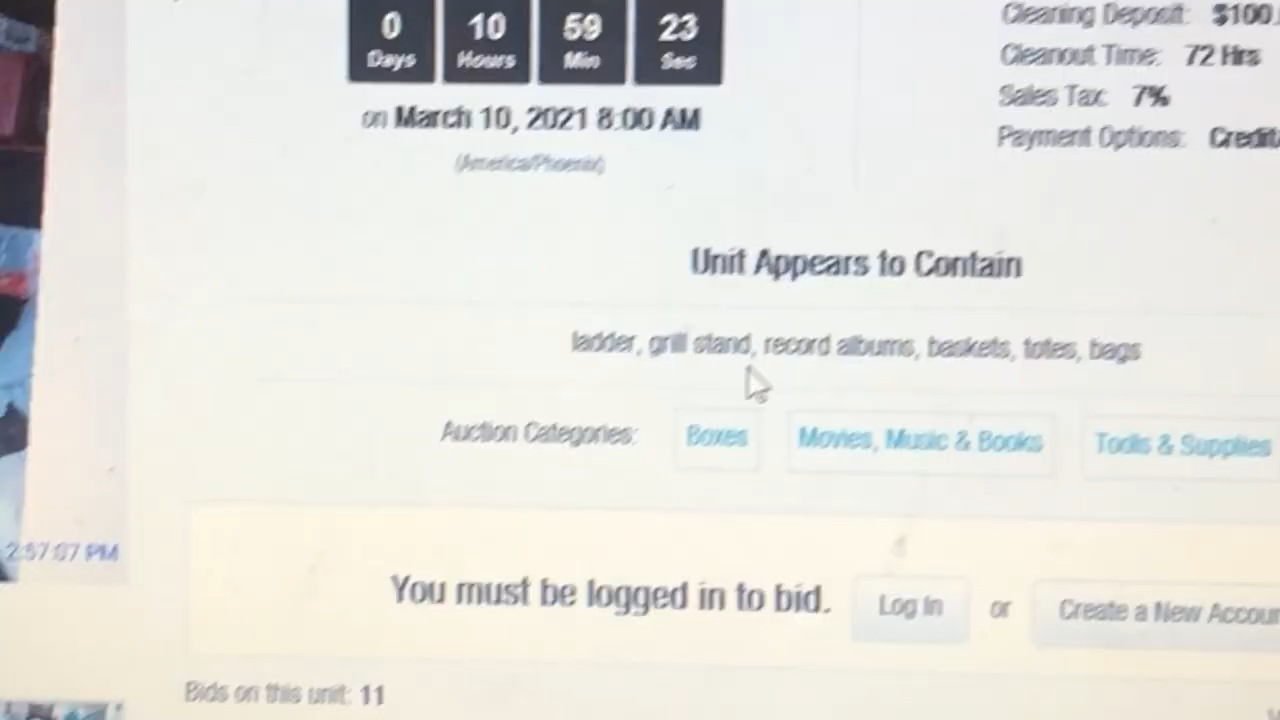 0 10 59 23
Days Hours Min Sec
on March 10, 2021 8:00 AM
(America/Phoenix)
Cleaning Deposit: $100
Cleanout Time: 72 Hrs
Sales Tax: 7%
Payment Options: Credit
Unit Appears to Contain
ladder, grill stand, record albums, baskets, totes, bags
Auction Categories: Boxes Movies, Music & Books Tools & Supplies
2:57:07 PM
You must be logged in to bid. Log In or Create a New Accoun
Bids on this unit: 11